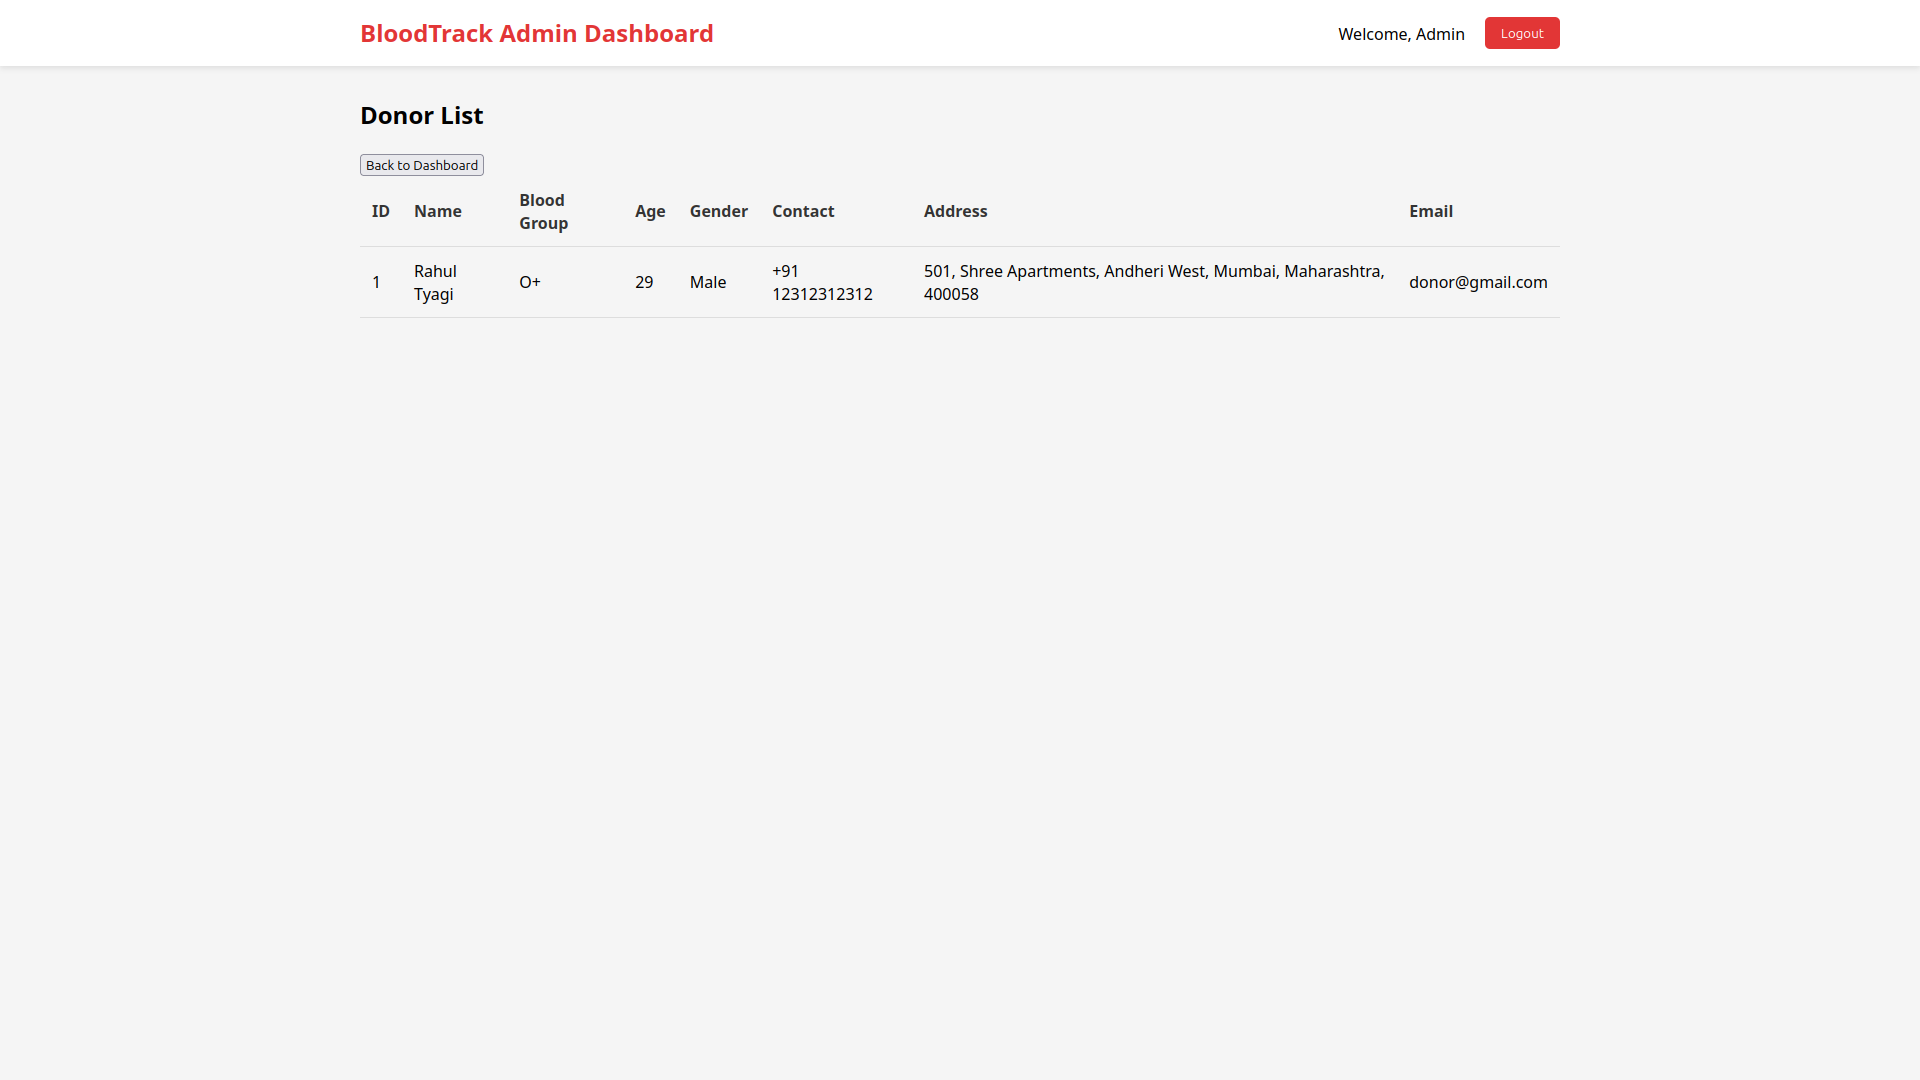 BloodTrack Admin Dashboard
Welcome, Admin
Logout
Donor List
Back to Dashboard
ID Name Blood Group Age Gender Contact Address Email
1 Rahul Tyagi O+ 29 Male +91 12312312312 501, Shree Apartments, Andheri West, Mumbai, Maharashtra, 400058 donor@gmail.com